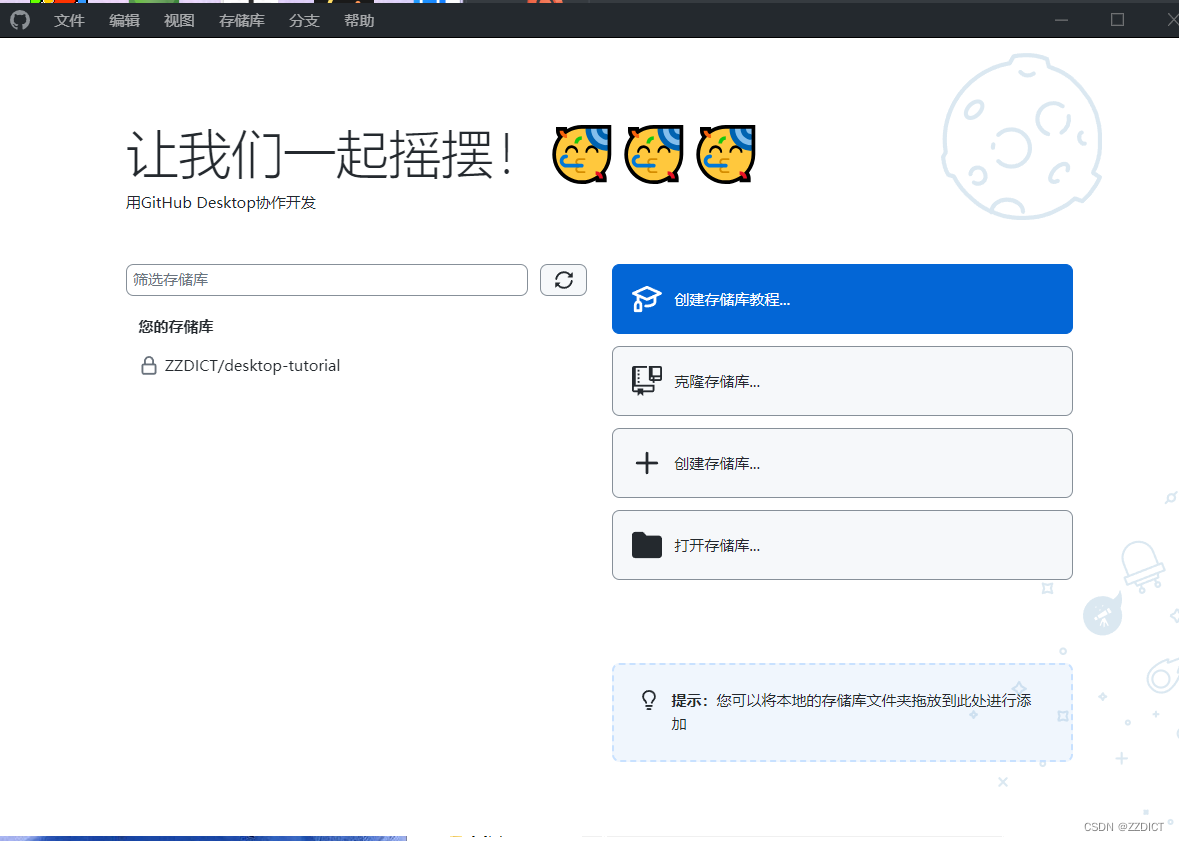 文件 编辑 视图 存储库 分支 帮助
让我们一起摇摆！
用GitHub Desktop协作开发
筛选存储库
您的存储库
ZZDICT/desktop-tutorial
创建存储库教程...
克隆存储库...
创建存储库...
打开存储库...
提示：您可以将本地的存储库文件夹拖放到此处进行添
加
CSDN @ZZDICT